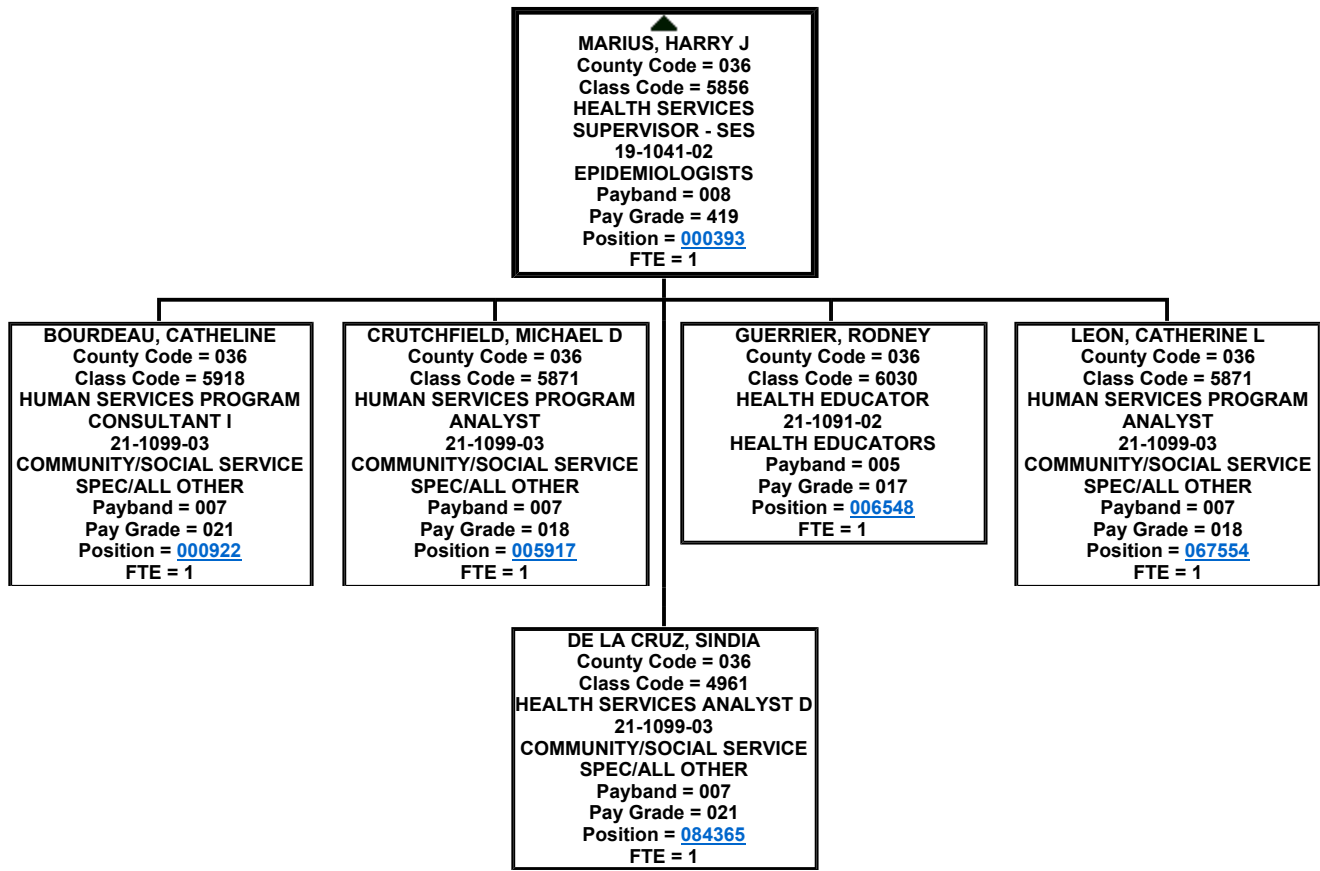 MARIUS, HARRY J
County Code = 036
Class Code = 5856
HEALTH SERVICES
SUPERVISOR - SES
19-1041-02
EPIDEMIOLOGISTS
Payband = 008
Pay Grade = 419
Position = 000393
FTE = 1
BOURDEAU, CATHELINE
County Code = 036
Class Code = 5918
HUMAN SERVICES PROGRAM
CONSULTANT I
21-1099-03
COMMUNITY/SOCIAL SERVICE
SPEC/ALL OTHER
Payband = 007
Pay Grade = 021
Position = 000922
FTE = 1
CRUTCHFIELD, MICHAEL D
County Code = 036
Class Code = 5871
HUMAN SERVICES PROGRAM
ANALYST
21-1099-03
COMMUNITY/SOCIAL SERVICE
SPEC/ALL OTHER
Payband = 007
Pay Grade = 018
Position = 005917
FTE = 1
GUERRIER, RODNEY
County Code = 036
Class Code = 6030
HEALTH EDUCATOR
21-1091-02
HEALTH EDUCATORS
Payband = 005
Pay Grade = 017
Position = 006548
FTE = 1
LEON, CATHERINE L
County Code = 036
Class Code = 5871
HUMAN SERVICES PROGRAM
ANALYST
21-1099-03
COMMUNITY/SOCIAL SERVICE
SPEC/ALL OTHER
Payband = 007
Pay Grade = 018
Position = 067554
FTE = 1
DE LA CRUZ, SINDIA
County Code = 036
Class Code = 4961
HEALTH SERVICES ANALYST D
21-1099-03
COMMUNITY/SOCIAL SERVICE
SPEC/ALL OTHER
Payband = 007
Pay Grade = 021
Position = 084365
FTE = 1